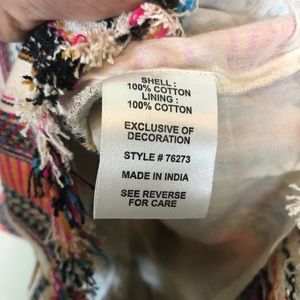 SHELL :
100% COTTON
LINING :
100% COTTON
EXCLUSIVE OF
DECORATION
STYLE # 76273
MADE IN INDIA
SEE REVERSE
FOR CARE